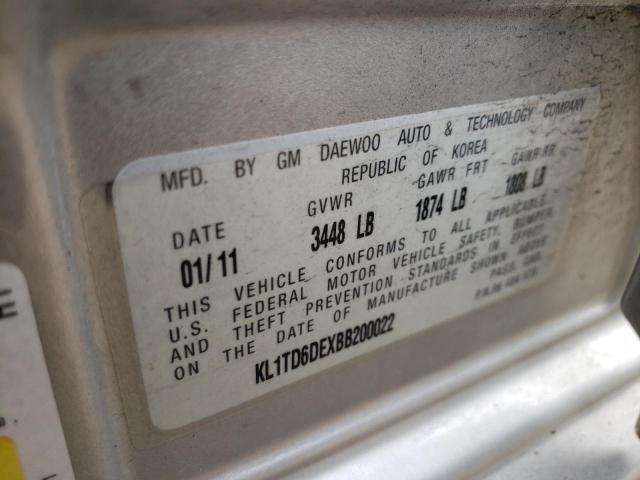 MFD. BY GM DAEWOO AUTO & TECHNOLOGY COMPANY
REPUBLIC OF KOREA
DATE GVWR GAWR FRT GAWR RR
01/11 3448 LB 1874 LB 1808 LB
THIS VEHICLE CONFORMS TO ALL APPLICABLE
U.S. FEDERAL MOTOR VEHICLE SAFETY, BUMPER,
AND THEFT PREVENTION STANDARDS IN EFFECT
ON THE DATE OF MANUFACTURE SHOWN ABOVE
PASS. CAR
KL1TD6DEXBB200022